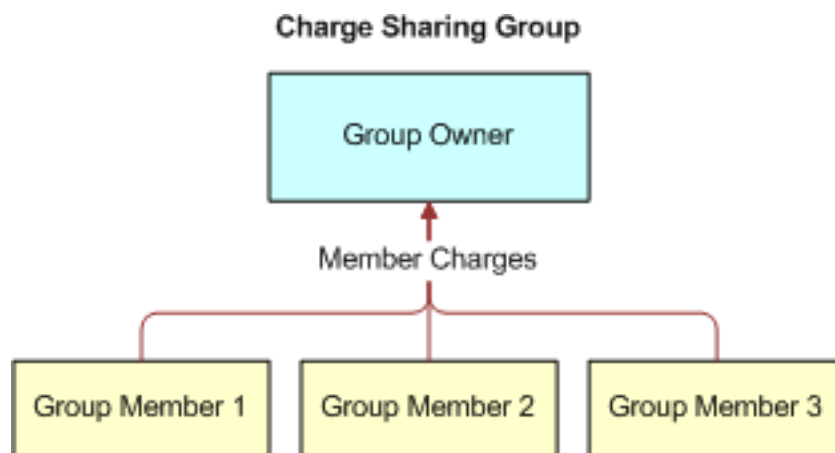 Charge Sharing Group
Group Owner
Member Charges
Group Member 1
Group Member 2
Group Member 3